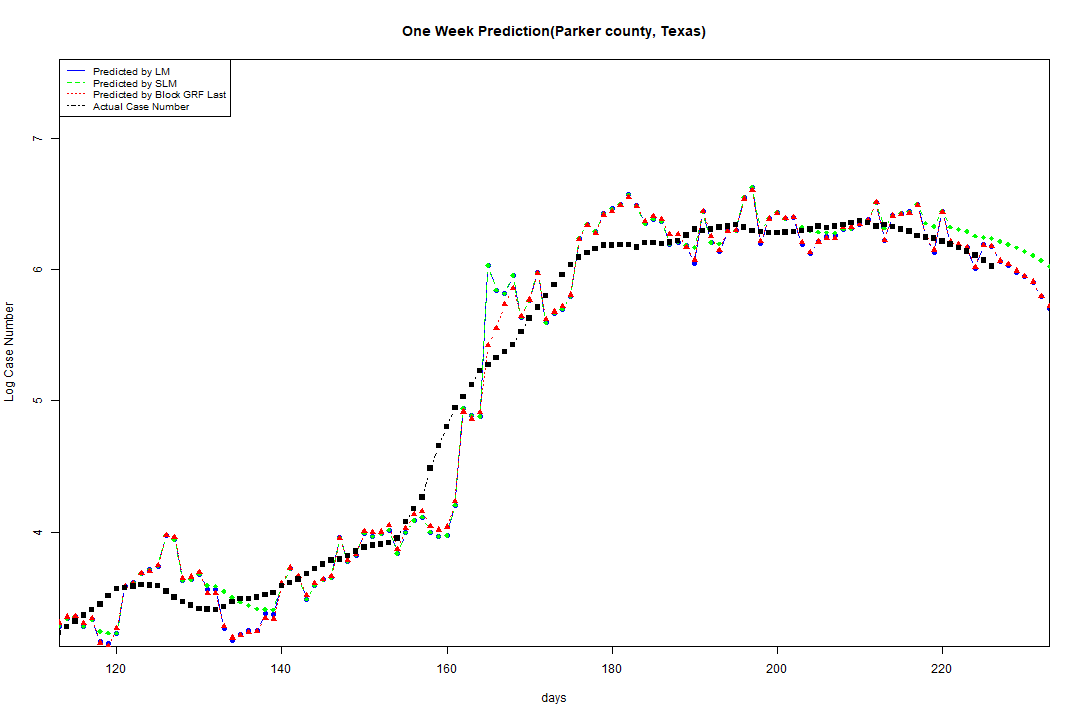 One Week Prediction(Parker county, Texas)
Predicted by LM
Predicted by SLM
Predicted by Block GRF Last
Actual Case Number
7
6
5
4
Log Case Number
120 140 160 180 200 220
days